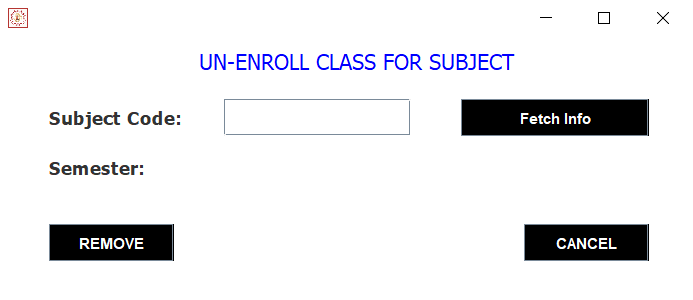 UN-ENROLL CLASS FOR SUBJECT
Subject Code: Fetch Info
Semester:
REMOVE CANCEL